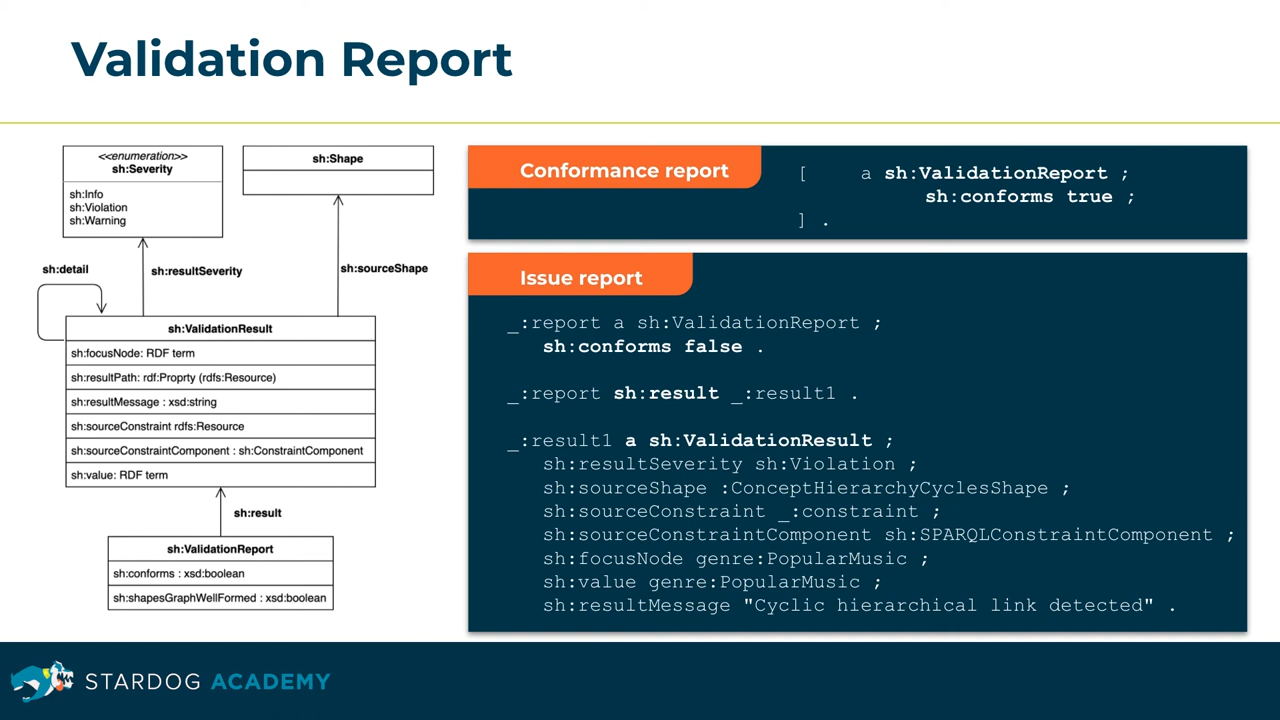 Validation Report
<<enumeration>>
sh:Severity
sh:Info
sh:Violation
sh:Warning
sh:Shape
sh:detail
sh:resultSeverity
sh:sourceShape
sh:ValidationResult
sh:focusNode: RDF term
sh:resultPath: rdf:Proprty (rdfs:Resource)
sh:resultMessage : xsd:string
sh:sourceConstraint rdfs:Resource
sh:sourceConstraintComponent : sh:ConstraintComponent
sh:value: RDF term
sh:result
sh:ValidationReport
sh:conforms : xsd:boolean
sh:shapesGraphWellFormed : xsd:boolean
Conformance report
[ a sh:ValidationReport ;
sh:conforms true ;
] .
Issue report
_:report a sh:ValidationReport ;
sh:conforms false .
_:report sh:result _:result1 .
_:result1 a sh:ValidationResult ;
sh:resultSeverity sh:Violation ;
sh:sourceShape :ConceptHierarchyCyclesShape ;
sh:sourceConstraint _:constraint ;
sh:sourceConstraintComponent sh:SPARQLConstraintComponent ;
sh:focusNode genre:PopularMusic ;
sh:value genre:PopularMusic ;
sh:resultMessage "Cyclic hierarchical link detected" .
STARDOG ACADEMY